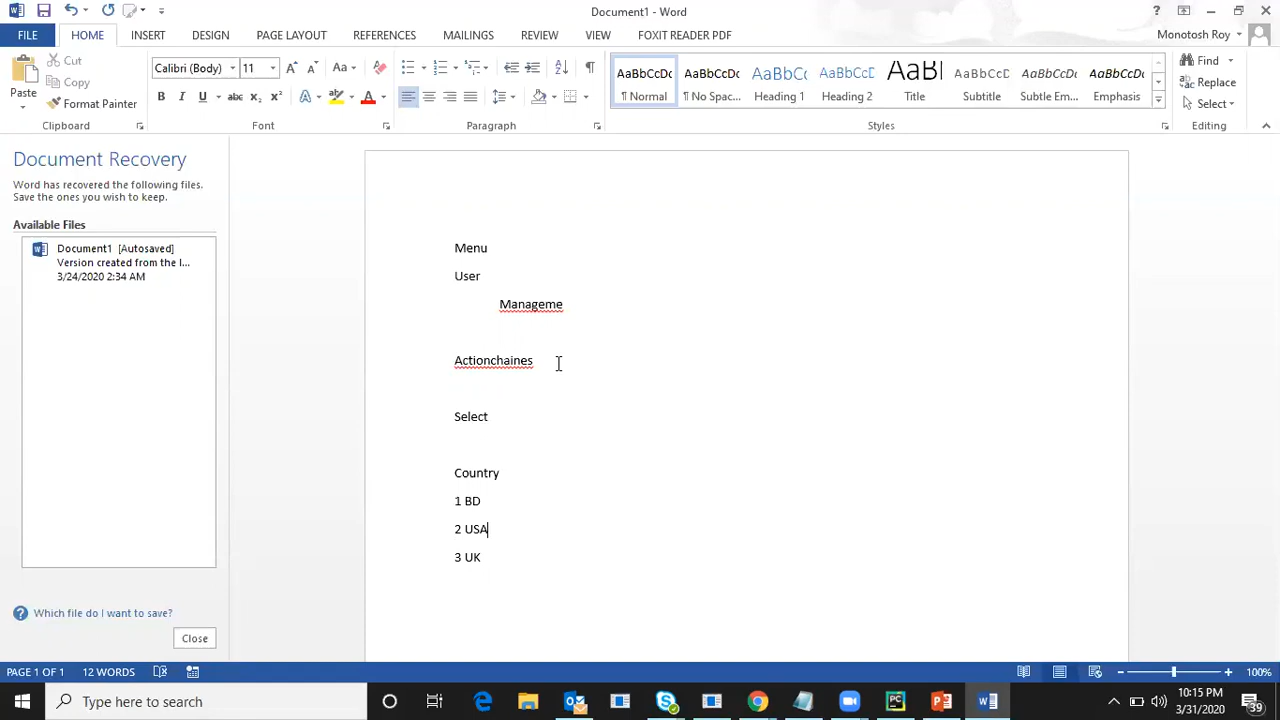 Document1 - Word
?
FILE
HOME
INSERT
DESIGN
PAGE LAYOUT
REFERENCES
MAILINGS
REVIEW
VIEW
FOXIT READER PDF
Monotosh Roy
Paste
Cut
Copy
Format Painter
Clipboard
Calibri (Body)
11
Font
Paragraph
AaBbCcDc
¶ Normal
AaBbCcDc
¶ No Spac...
AaBbCc
Heading 1
AaBbCcD
Heading 2
AaBl
Title
AaBbCcD
Subtitle
AaBbCcDc
Subtle Em...
AaBbCcDc
Emphasis
Styles
Find
Replace
Select
Editing
Document Recovery
Word has recovered the following files.
Save the ones you wish to keep.
Available Files
Document1 [Autosaved]
Version created from the l...
3/24/2020 2:34 AM
? Which file do I want to save?
Close
Menu
User
Manageme
Actionchaines
Select
Country
1 BD
2 USA
3 UK
PAGE 1 OF 1
12 WORDS
100%
Type here to search
10:15 PM
3/31/2020
39